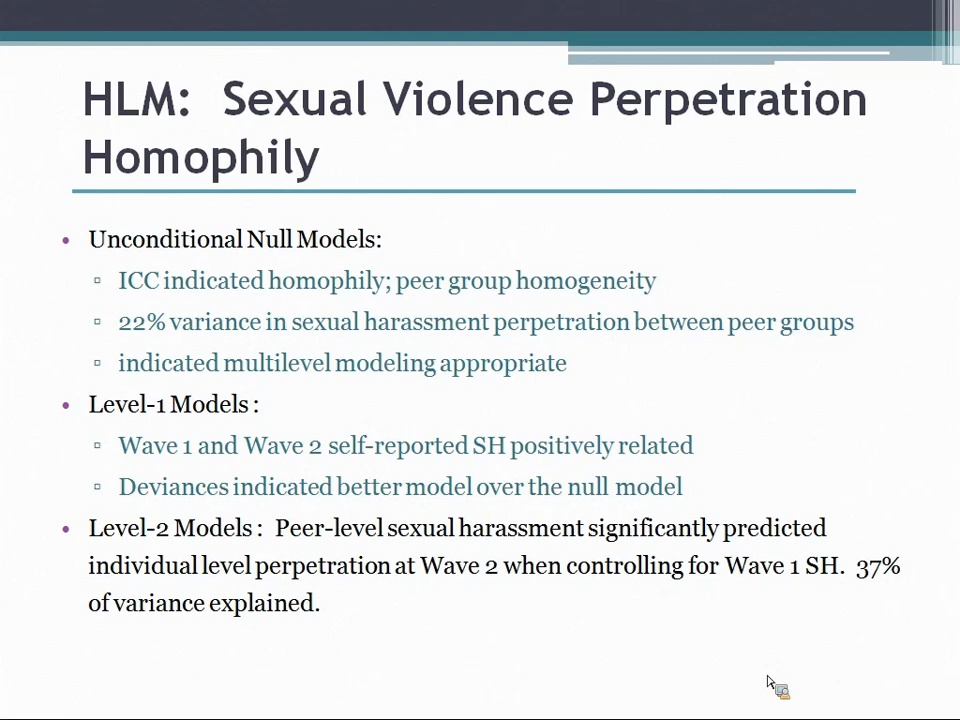 HLM: Sexual Violence Perpetration
Homophily
• Unconditional Null Models:
▫ ICC indicated homophily; peer group homogeneity
▫ 22% variance in sexual harassment perpetration between peer groups
▫ indicated multilevel modeling appropriate
• Level-1 Models :
▫ Wave 1 and Wave 2 self-reported SH positively related
▫ Deviances indicated better model over the null model
• Level-2 Models : Peer-level sexual harassment significantly predicted
individual level perpetration at Wave 2 when controlling for Wave 1 SH. 37%
of variance explained.